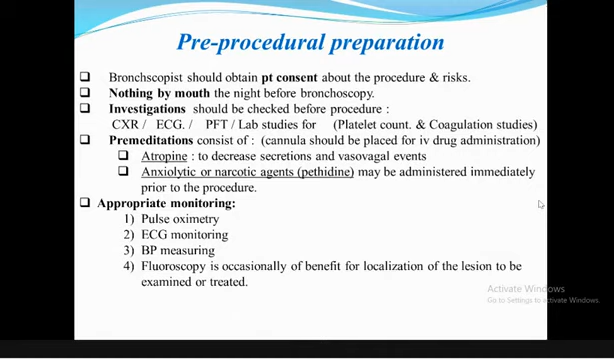 Pre-procedural preparation
❑ Bronchscopist should obtain pt consent about the procedure & risks.
❑ Nothing by mouth the night before bronchoscopy.
❑ Investigations should be checked before procedure :
CXR / ECG. / PFT / Lab studies for (Platelet count. & Coagulation studies)
❑ Premeditations consist of : (cannula should be placed for iv drug administration)
❑ Atropine : to decrease secretions and vasovagal events
❑ Anxiolytic or narcotic agents (pethidine) may be administered immediately
prior to the procedure.
❑ Appropriate monitoring:
1) Pulse oximetry
2) ECG monitoring
3) BP measuring
4) Fluoroscopy is occasionally of benefit for localization of the lesion to be
examined or treated.
Activate Windows
Go to Settings to activate Windows.